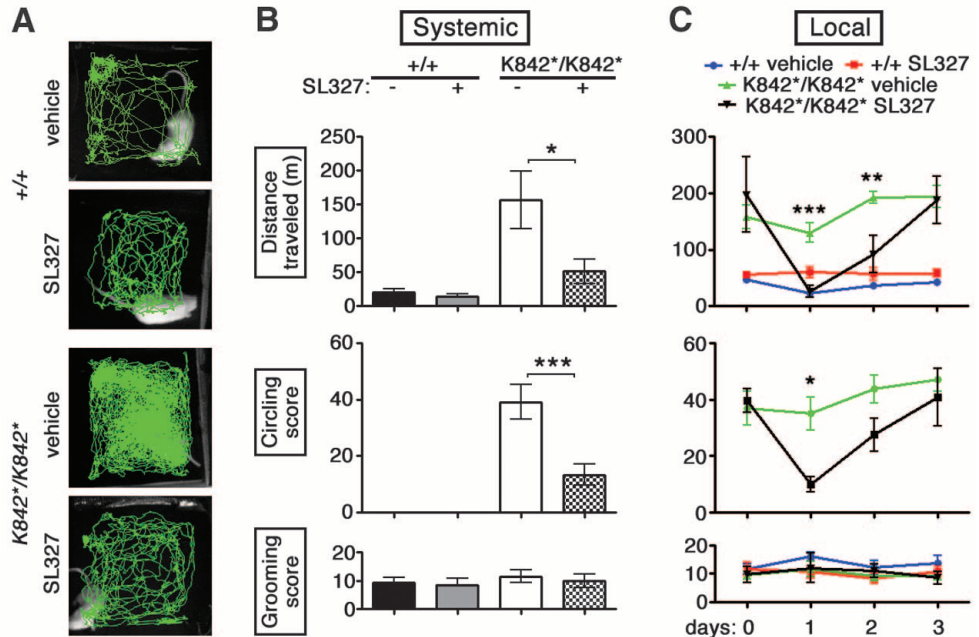 A
vehicle
+/+
SL327
vehicle
K842*/K842*
SL327
B
Systemic
+/+ K842*/K842*
SL327: - + - +
Distance
traveled (m)
250
200
150
100
50
0
*
Circling
score
60
40
20
0
***
Grooming
score
20
10
0
C
Local
+/+ vehicle +/+ SL327
K842*/K842* vehicle
K842*/K842* SL327
300
200
100
0
***
**
60
40
20
0
*
20
10
0
days: 0 1 2 3